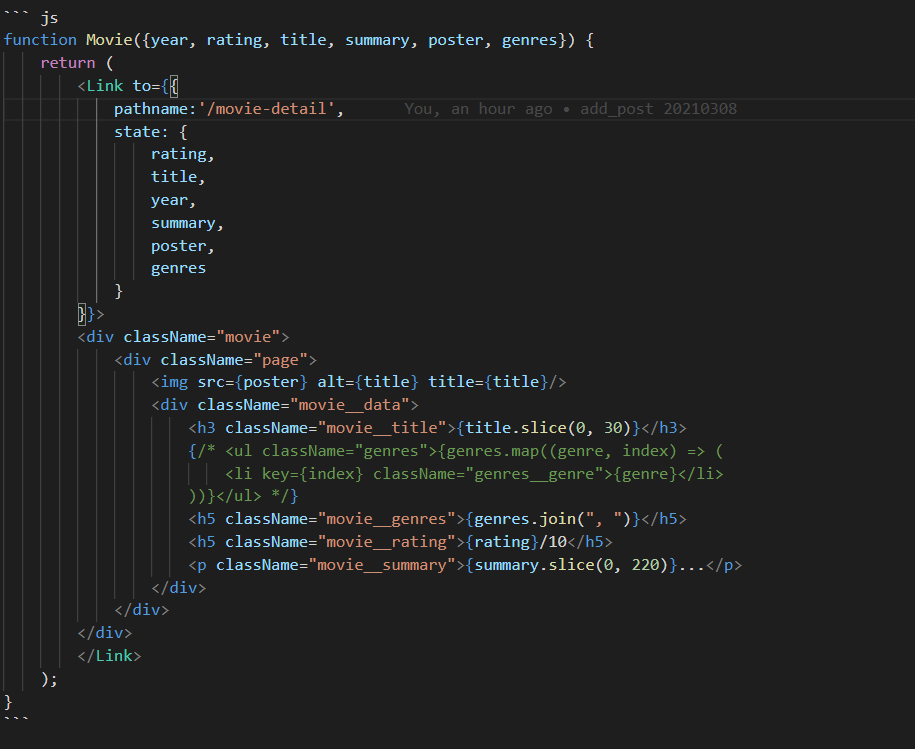 ``` js
function Movie({year, rating, title, summary, poster, genres}) {
    return (
        <Link to={{
            pathname:'/movie-detail',      You, an hour ago • add_post 20210308
            state: {
                rating,
                title,
                year,
                summary,
                poster,
                genres
            }
        }}>
        <div className="movie">
            <div className="page">
                <img src={poster} alt={title} title={title}/>
                <div className="movie__data">
                    <h3 className="movie__title">{title.slice(0, 30)}</h3>
                    {/* <ul className="genres">{genres.map((genre, index) => (
                        <li key={index} className="genres__genre">{genre}</li>
                    ))}</ul> */}
                    <h5 className="movie__genres">{genres.join(", ")}</h5>
                    <h5 className="movie__rating">{rating}/10</h5>
                    <p className="movie__summary">{summary.slice(0, 220)}...</p>
                </div>
            </div>
        </div>
        </Link>
    );
}
```